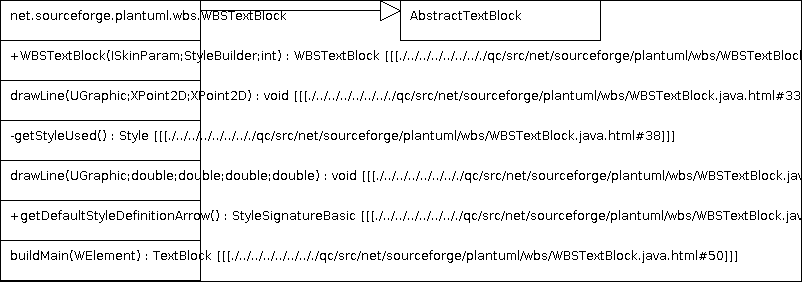 net.sourceforge.plantuml.wbs.WBSTextBlock
AbstractTextBlock
+WBSTextBlock(ISkinParam;StyleBuilder;int) : WBSTextBlock [[[./../../../../../../../qc/src/net/sourceforge/plantuml/wbs/WBSTextBlock
drawLine(UGraphic;XPoint2D;XPoint2D) : void [[[./../../../../../../../qc/src/net/sourceforge/plantuml/wbs/WBSTextBlock.java.html#33
-getStyleUsed() : Style [[[./../../../../../../../qc/src/net/sourceforge/plantuml/wbs/WBSTextBlock.java.html#38]]]
drawLine(UGraphic;double;double;double;double) : void [[[./../../../../../../../qc/src/net/sourceforge/plantuml/wbs/WBSTextBlock.jav
+getDefaultStyleDefinitionArrow() : StyleSignatureBasic [[[./../../../../../../../qc/src/net/sourceforge/plantuml/wbs/WBSTextBlock.jav
buildMain(WElement) : TextBlock [[[./../../../../../../../qc/src/net/sourceforge/plantuml/wbs/WBSTextBlock.java.html#50]]]